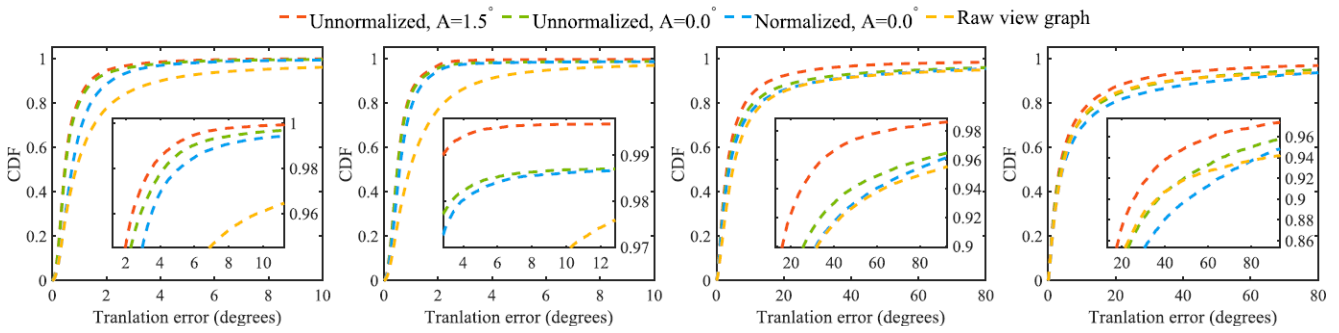 Unnormalized, A=1.5° Unnormalized, A=0.0° Normalized, A=0.0° Raw view graph
1
0.8
0.6
0.4
0.2
0
CDF
1
0.98
0.96
2 4 6 8 10
0 2 4 6 8 10
Tranlation error (degrees)
1
0.8
0.6
0.4
0.2
0
CDF
0.99
0.98
0.97
4 6 8 10 12
0 2 4 6 8 10
Tranlation error (degrees)
1
0.8
0.6
0.4
0.2
0
CDF
0.98
0.96
0.94
0.92
0.9
20 40 60 80
0 20 40 60 80
Tranlation error (degrees)
1
0.8
0.6
0.4
0.2
0
CDF
0.96
0.94
0.92
0.9
0.88
0.86
20 40 60 80
0 20 40 60 80
Tranlation error (degrees)